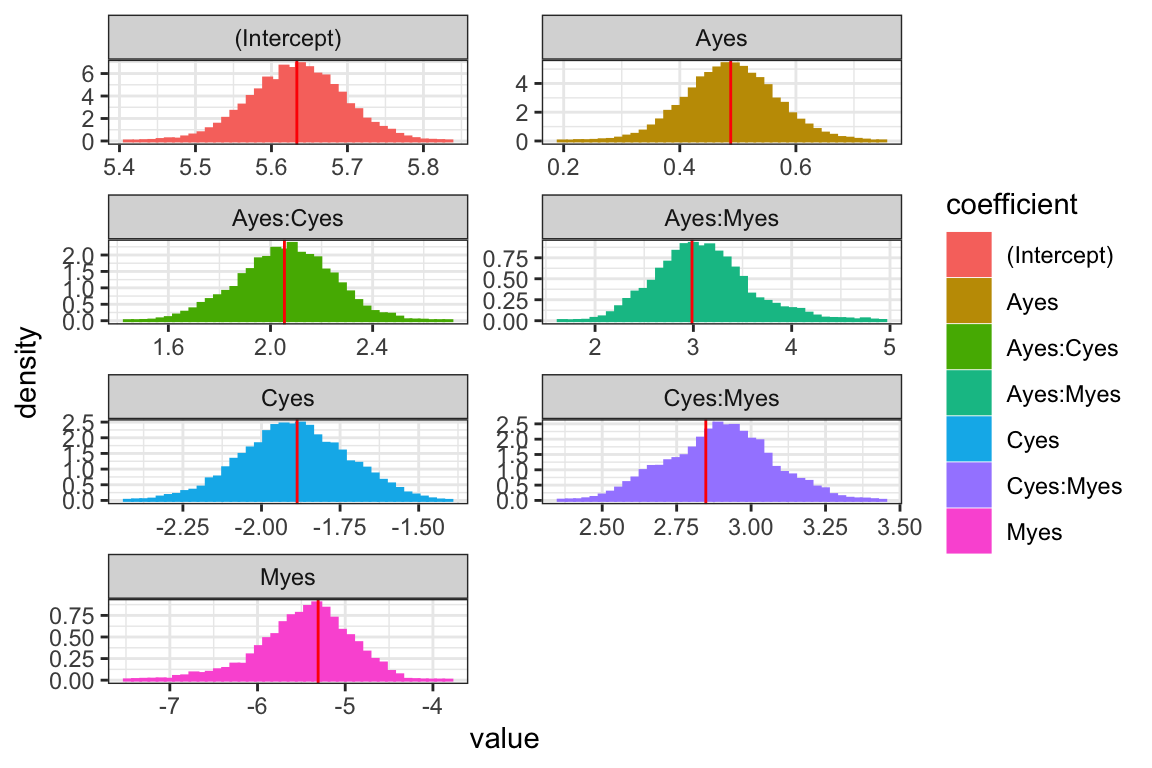 (Intercept) Ayes
6 4 2 0 4 2 0
5.4 5.5 5.6 5.7 5.8 0.2 0.4 0.6
Ayes:Cyes Ayes:Myes
2.0 1.5 1.0 0.5 0.0 0.75 0.50 0.25 0.00
1.6 2.0 2.4 2 3 4 5
Cyes Cyes:Myes
2.5 2.0 1.5 1.0 0.5 0.0 2.5 2.0 1.5 1.0 0.5 0.0
-2.25 -2.00 -1.75 -1.50 2.50 2.75 3.00 3.25 3.50
Myes
0.75 0.50 0.25 0.00
-7 -6 -5 -4
density
value
coefficient
(Intercept)
Ayes
Ayes:Cyes
Ayes:Myes
Cyes
Cyes:Myes
Myes